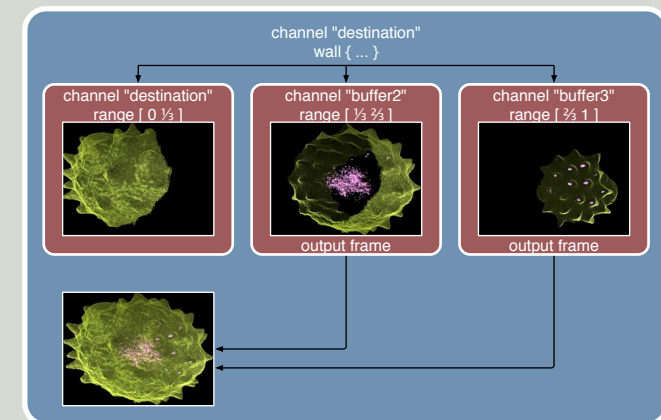 channel "destination"
wall { ... }
channel "destination"
range [ 0 ⅓ ]
channel "buffer2"
range [ ⅓ ⅔ ]
output frame
channel "buffer3"
range [ ⅔ 1 ]
output frame